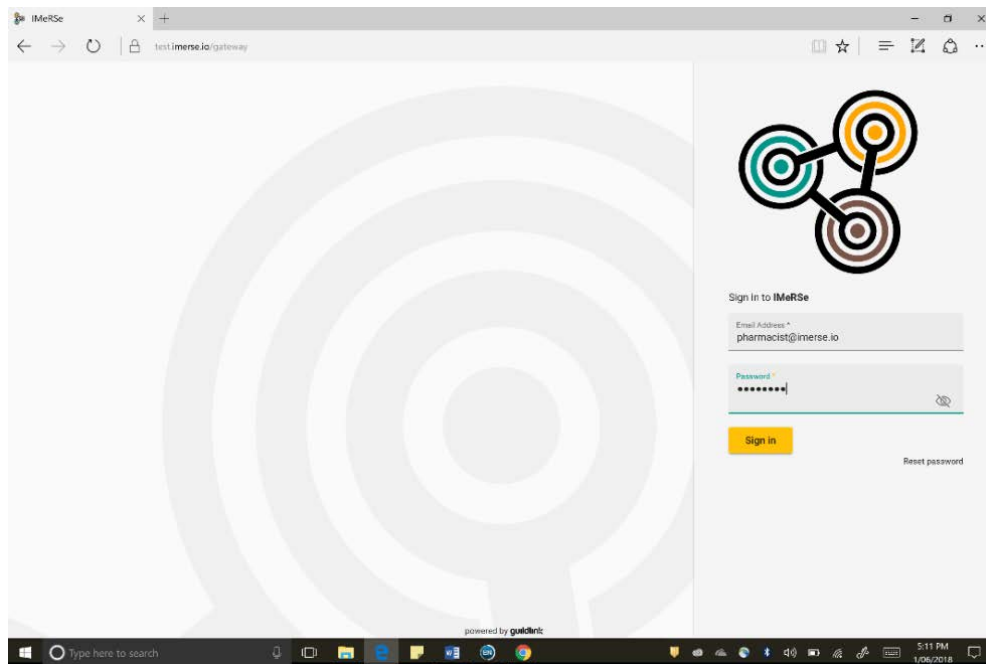 IMeRSe
test.imerse.io/gateway
Sign in to IMeRSe
Email Address *
pharmacist@imerse.io
Password *
Sign in
Reset password
powered by guildlink
Type here to search
5:11 PM
1/06/2018